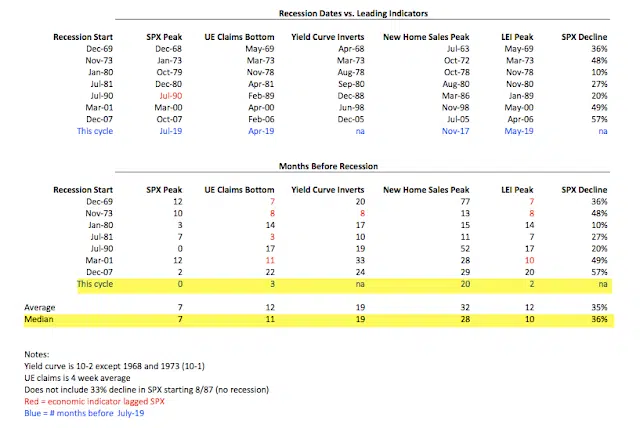 Recession Dates vs. Leading Indicators
Recession Start SPX Peak UE Claims Bottom Yield Curve Inverts New Home Sales Peak LEI Peak SPX Decline
Dec-69 Dec-68 May-69 Apr-68 Jul-63 May-69 36%
Nov-73 Jan-73 Mar-73 Mar-73 Oct-72 Mar-73 48%
Jan-80 Oct-79 Nov-78 Aug-78 Oct-78 Nov-78 10%
Jul-81 Dec-80 Apr-81 Sep-80 Aug-80 Nov-80 27%
Jul-90 Jul-90 Feb-89 Dec-88 Mar-86 Jan-89 20%
Mar-01 Mar-00 Apr-00 Jun-98 Nov-98 May-00 49%
Dec-07 Oct-07 Feb-06 Dec-05 Jul-05 Apr-06 57%
This cycle Jul-19 Apr-19 na Nov-17 May-19 na
Months Before Recession
Recession Start SPX Peak UE Claims Bottom Yield Curve Inverts New Home Sales Peak LEI Peak SPX Decline
Dec-69 12 7 20 77 7 36%
Nov-73 10 8 8 13 8 48%
Jan-80 3 14 17 15 14 10%
Jul-81 7 3 10 11 7 27%
Jul-90 0 17 19 52 17 20%
Mar-01 12 11 33 28 10 49%
Dec-07 2 22 24 29 20 57%
This cycle 0 3 na 20 2 na
Average 7 12 19 32 12 35%
Median 7 11 19 28 10 36%
Notes:
Yield curve is 10-2 except 1968 and 1973 (10-1)
UE claims is 4 week average
Does not include 33% decline in SPX starting 8/87 (no recession)
Red = economic indicator lagged SPX
Blue = # months before July-19